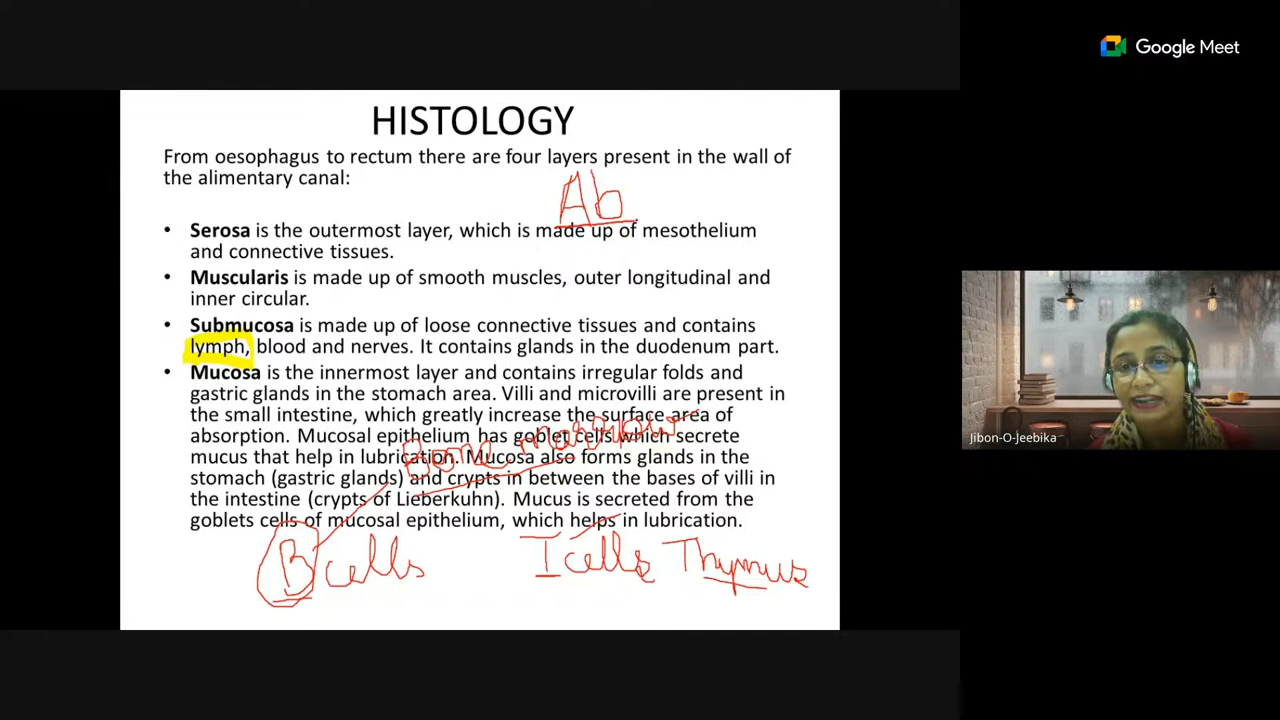 Google Meet
HISTOLOGY
From oesophagus to rectum there are four layers present in the wall of
the alimentary canal:
Ab
• Serosa is the outermost layer, which is made up of mesothelium
and connective tissues.
• Muscularis is made up of smooth muscles, outer longitudinal and
inner circular.
• Submucosa is made up of loose connective tissues and contains
lymph, blood and nerves. It contains glands in the duodenum part.
• Mucosa is the innermost layer and contains irregular folds and
gastric glands in the stomach area. Villi and microvilli are present in
the small intestine, which greatly increase the surface area of
absorption. Mucosal epithelium has goblet cells which secrete
mucus that help in lubrication. Mucosa also forms glands in the
stomach (gastric glands) and crypts in between the bases of villi in
the intestine (crypts of Lieberkuhn). Mucus is secreted from the
goblets cells of mucosal epithelium, which helps in lubrication.
Bone marrow
B cells T cells Thymus
Jibon-O-Jeebika